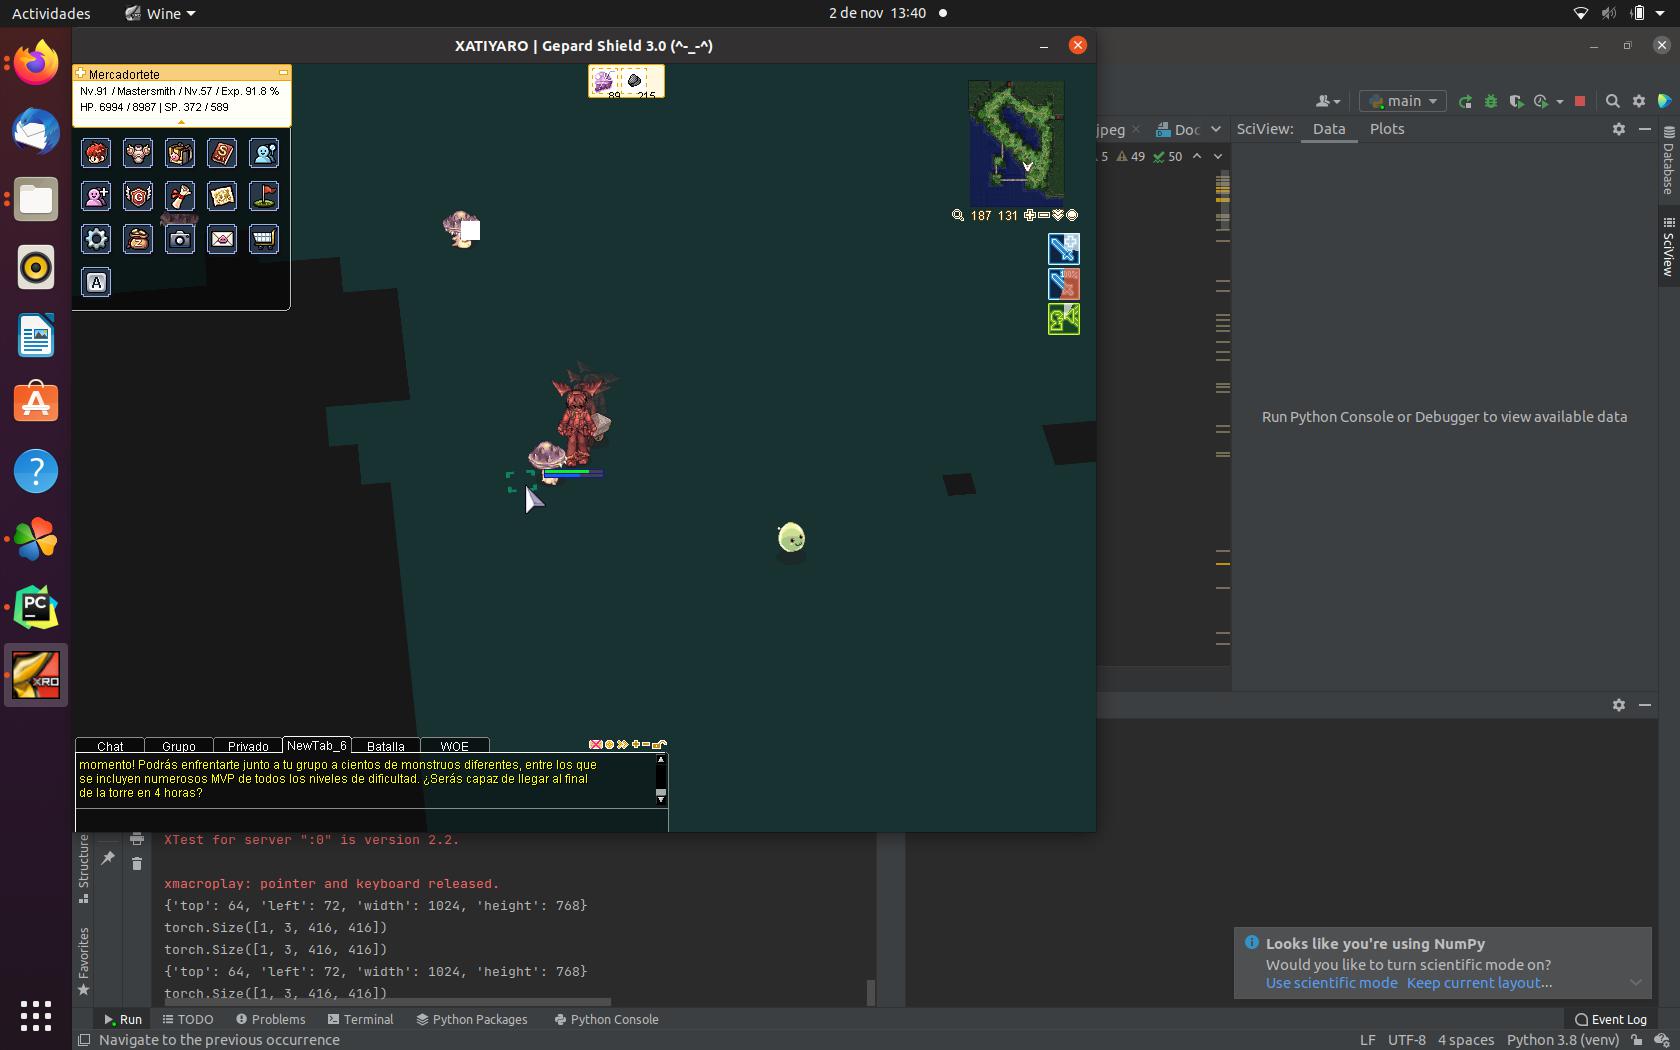 Actividades
Wine
2 de nov 13:40
XATIYARO | Gepard Shield 3.0 (^-_-^)
Mercadortete
Nv.91 / Mastersmith / Nv.57 / Exp. 91.8 %
HP. 6994 / 8987 | SP. 372 / 589
89 215
187 131
100%
A
Chat
Grupo
Privado
NewTab_6
Batalla
WOE
momento! Podrás enfrentarte junto a tu grupo a cientos de monstruos diferentes, entre los que
se incluyen numerosos MVP de todos los niveles de dificultad. ¿Serás capaz de llegar al final
de la torre en 4 horas?
main
jpeg
Doc
SciView:
Data
Plots
5 49 50
Database
SciView
Run Python Console or Debugger to view available data
PC
XRO
Structure
Favorites
XTest for server ":0" is version 2.2.
xmacroplay: pointer and keyboard released.
{'top': 64, 'left': 72, 'width': 1024, 'height': 768}
torch.Size([1, 3, 416, 416])
torch.Size([1, 3, 416, 416])
{'top': 64, 'left': 72, 'width': 1024, 'height': 768}
torch.Size([1, 3, 416, 416])
Looks like you're using NumPy
Would you like to turn scientific mode on?
Use scientific mode Keep current layout...
Run
TODO
Problems
Terminal
Python Packages
Python Console
Event Log
Navigate to the previous occurrence
LF UTF-8 4 spaces Python 3.8 (venv)